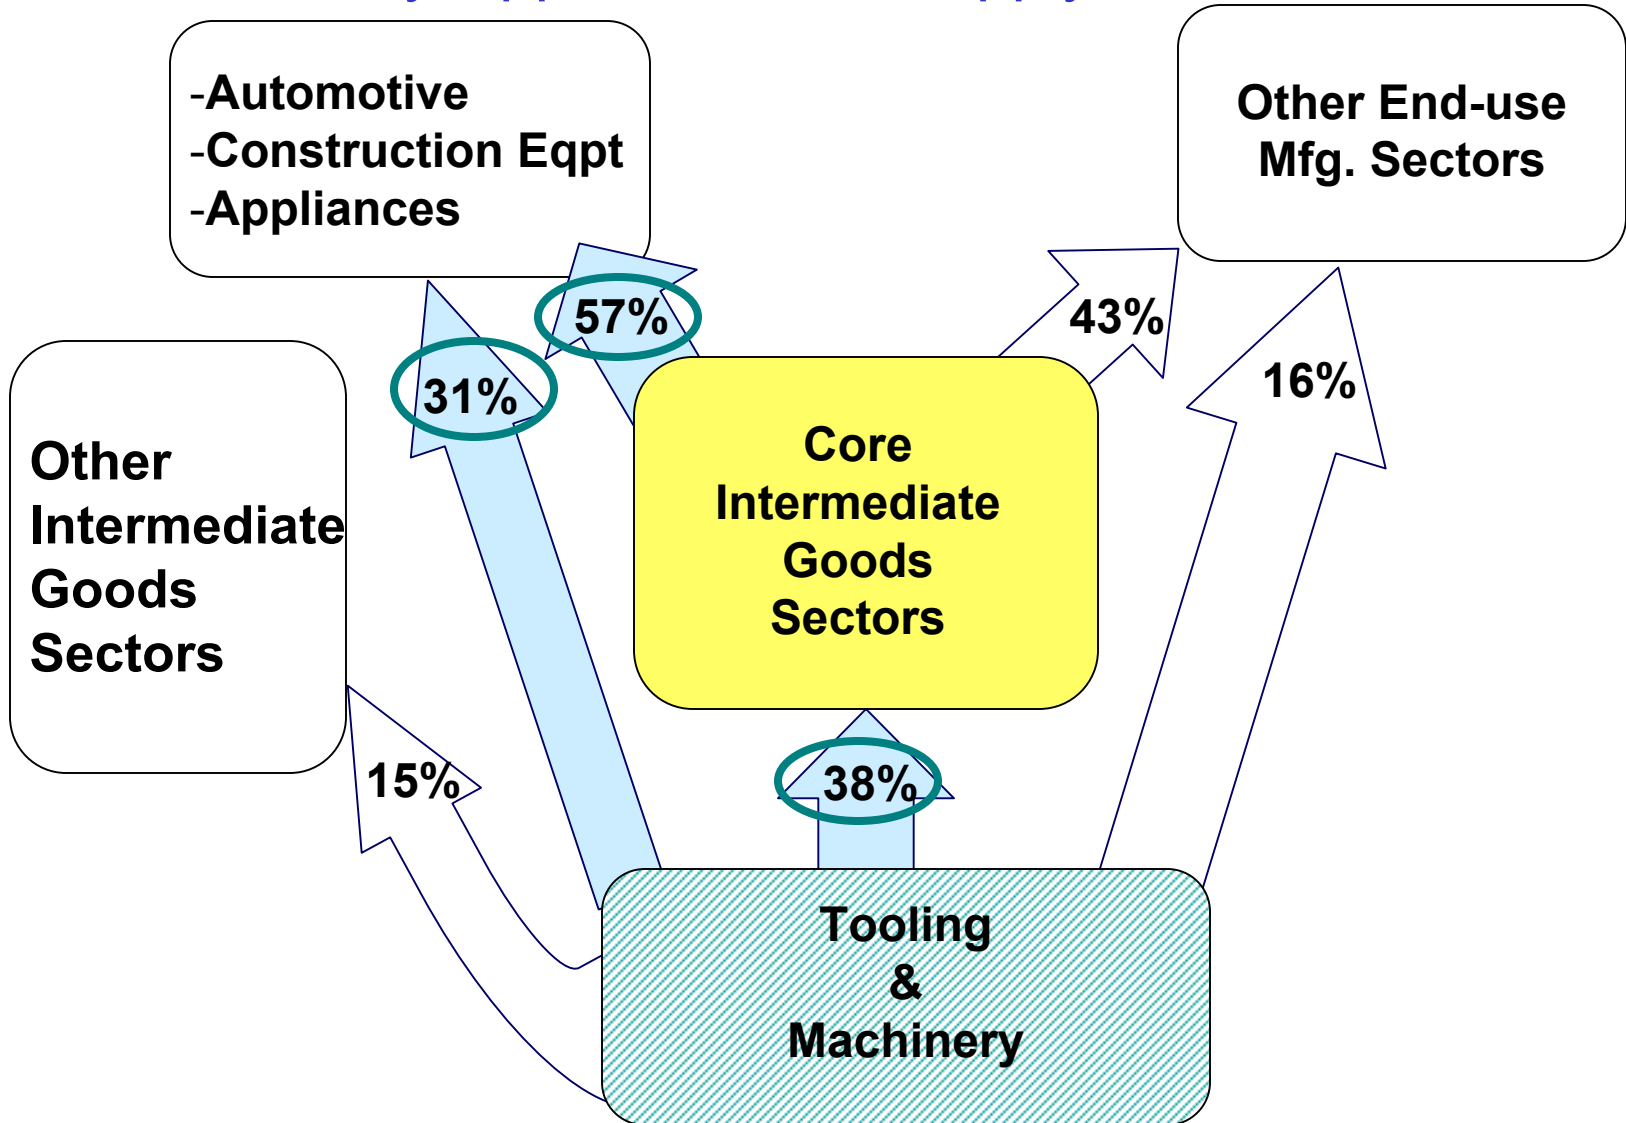 -Automotive
-Construction Eqpt
-Appliances
Other End-use
Mfg. Sectors
57%
43%
31%
16%
Other
Intermediate
Goods
Sectors
Core
Intermediate
Goods
Sectors
15%
38%
Tooling
&
Machinery